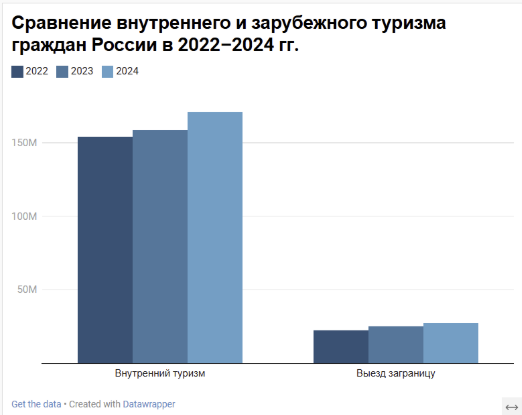 Сравнение внутреннего и зарубежного туризма
граждан России в 2022–2024 гг.
2022 2023 2024
150M
100M
50M
Внутренний туризм Выезд заграницу
Get the data • Created with Datawrapper